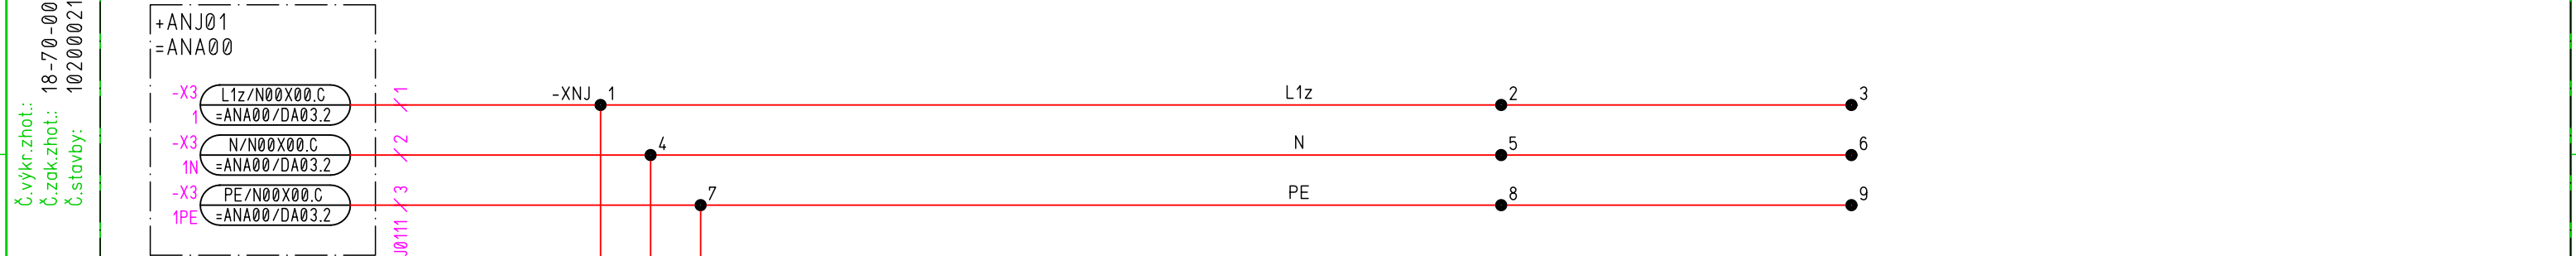 Č.výkr.zhot.:
Č.zak.zhot.: 18-70-00
Č.stavby: 102000021
+ANJ01
=ANA00
-X3 L1z/N00X00.C
1 =ANA00/DA03.2
-X3 N/N00X00.C
1N =ANA00/DA03.2
-X3 PE/N00X00.C
1PE =ANA00/DA03.2
J0111 3 2 1
-XNJ 1 L1z 2 3
4 N 5 6
7 PE 8 9